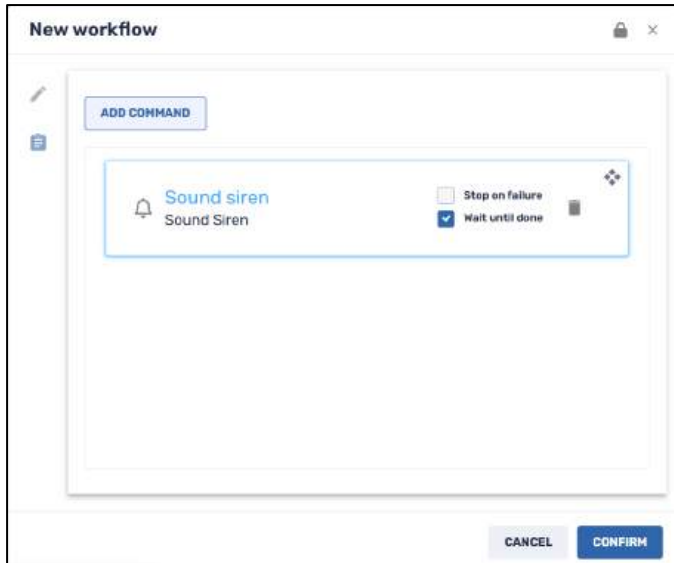 New workflow
ADD COMMAND
Sound siren
Sound Siren
Stop on failure
Wait until done
CANCEL
CONFIRM